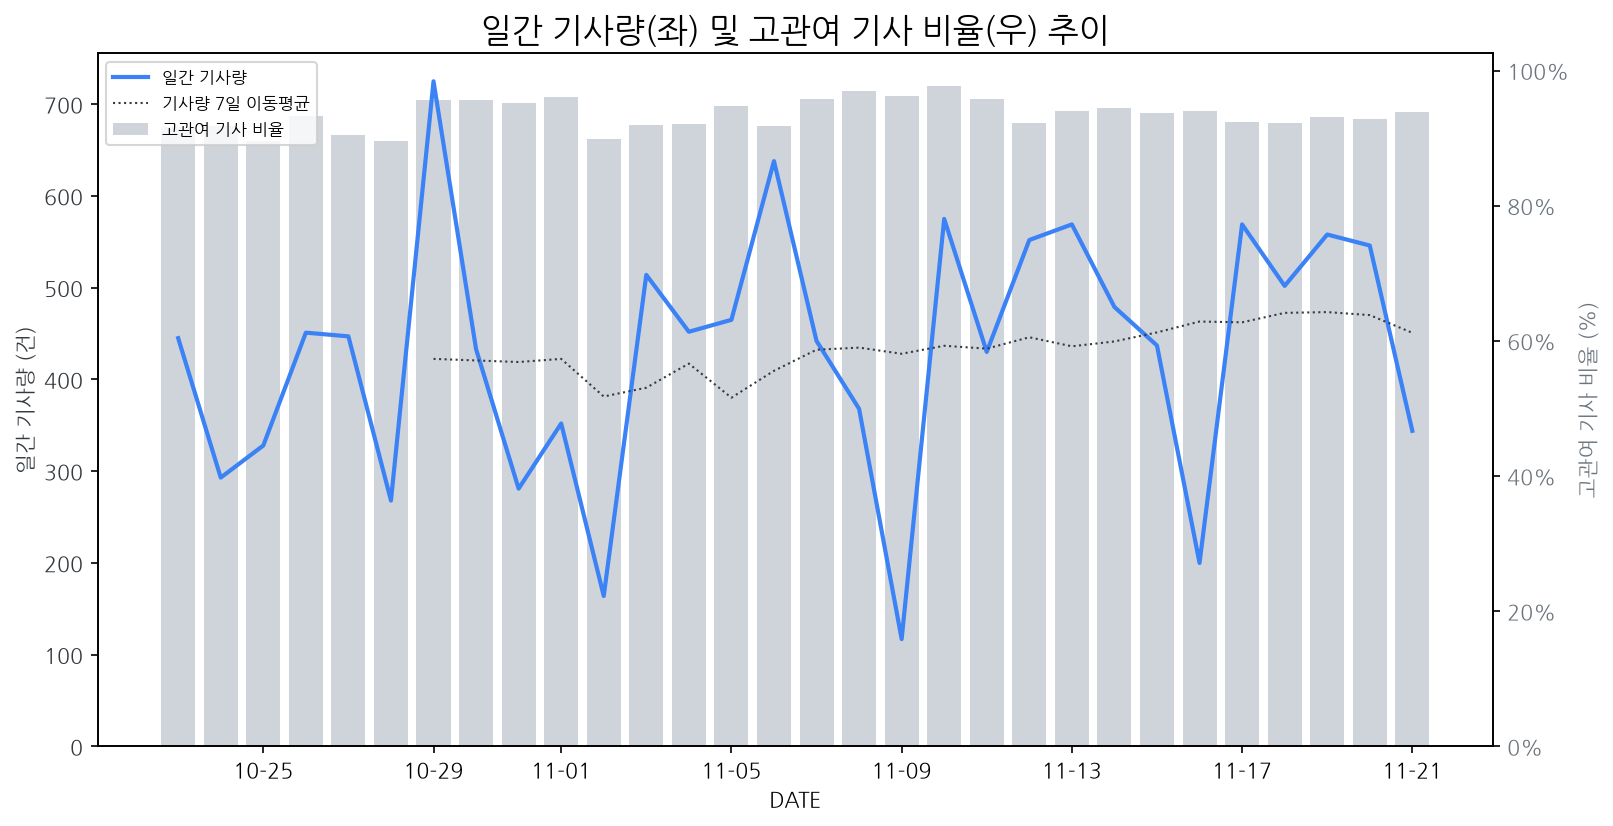 일간 기사량(좌) 및 고관여 기사 비율(우) 추이
일간 기사량
기사량 7일 이동평균
고관여 기사 비율
700
600
500
400
300
200
100
0
일간 기사량 (건)
100%
80%
60%
40%
20%
0%
고관여 기사 비율 (%)
10-25 10-29 11-01 11-05 11-09 11-13 11-17 11-21
DATE